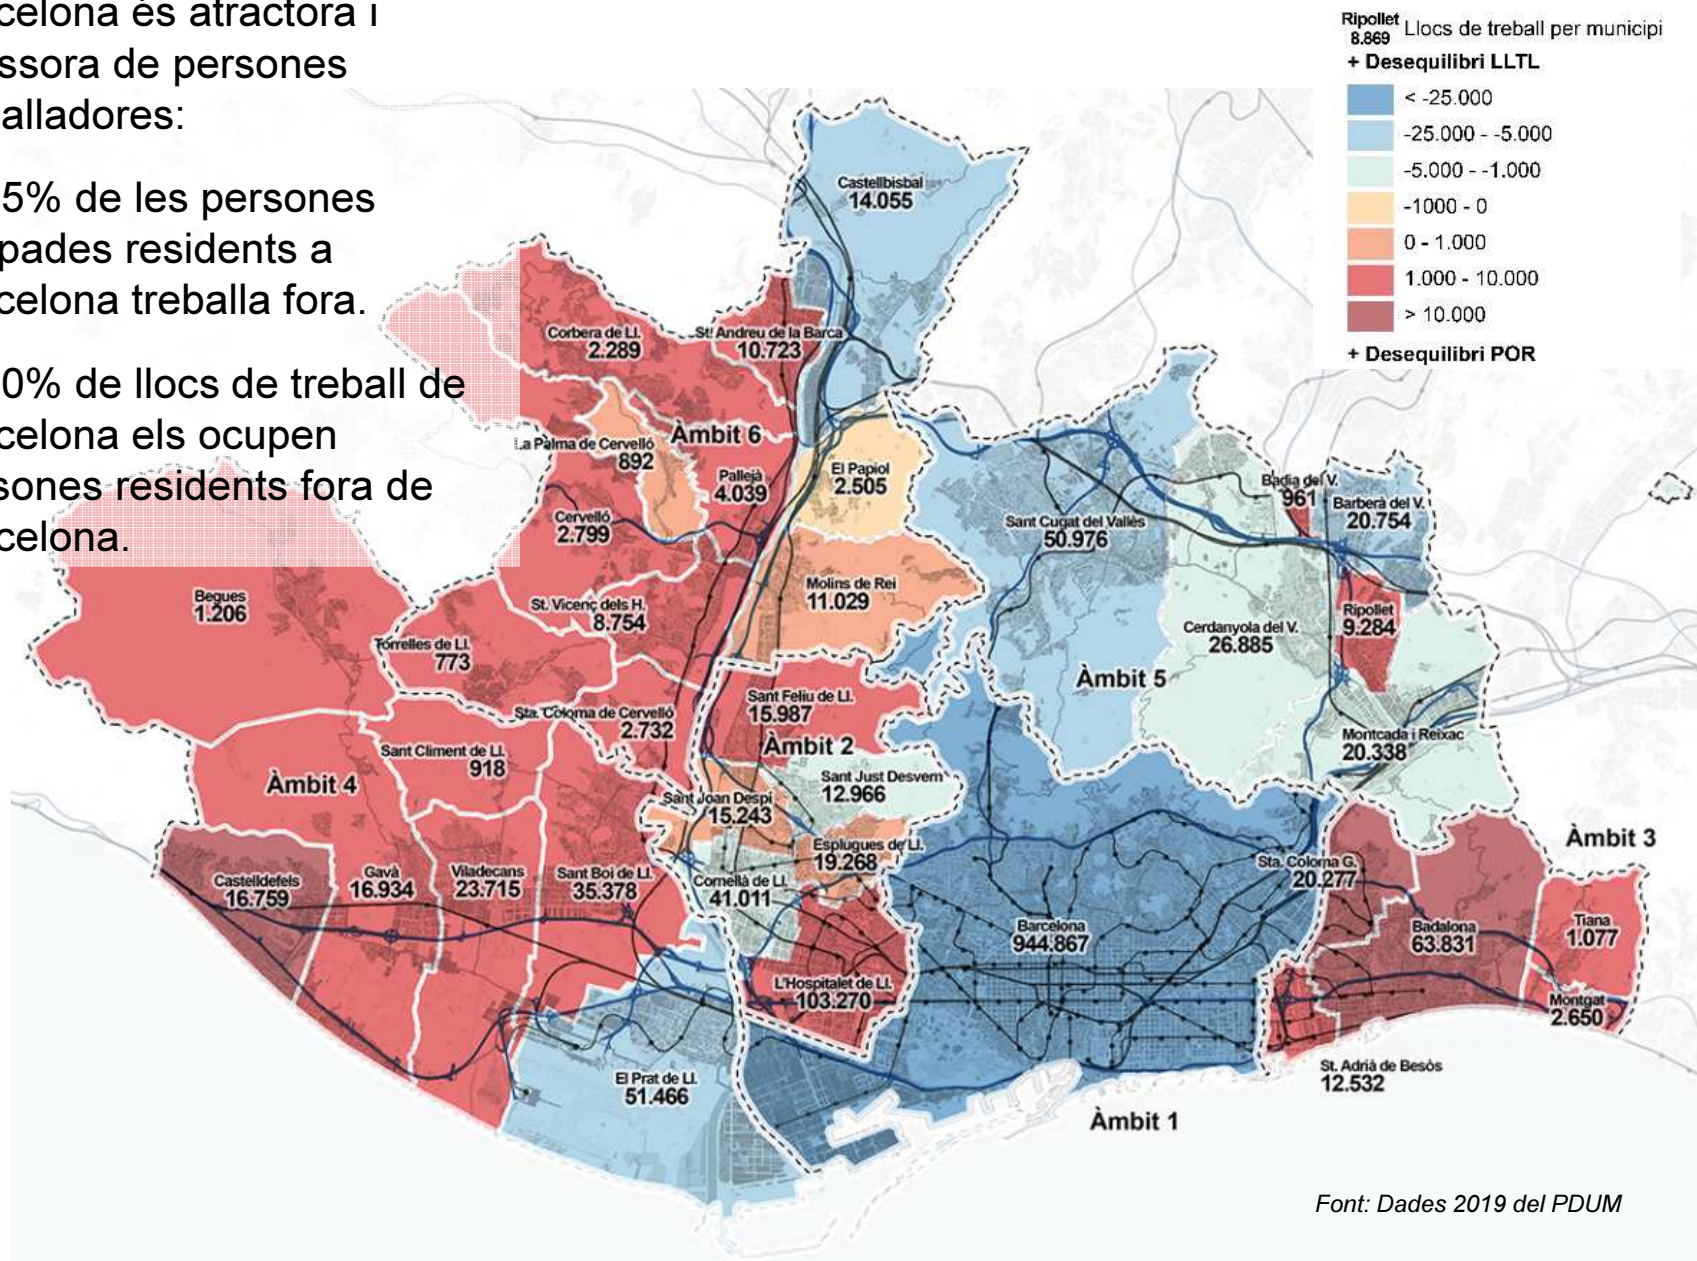 celona és atractora i
ssora de persones
alladores:
5% de les persones
pades residents a
celona treballa fora.
0% de llocs de treball de
celona els ocupen
sones residents fora de
celona.
Ripollet
8.869
Llocs de treball per municipi
+ Desequilibri LLTL
< -25.000
-25.000 - -5.000
-5.000 - -1.000
-1000 - 0
0 - 1.000
1.000 - 10.000
> 10.000
+ Desequilibri POR
Castellbisbal
14.055
Corbera de Ll.
2.289
St. Andreu de la Barca
10.723
La Palma de Cervelló
892
Àmbit 6
Pallejà
4.039
El Papiol
2.505
Cervelló
2.799
Sant Cugat del Vallès
50.976
Badia del V.
961
Barberà del V.
20.754
Begues
1.206
St. Vicenç dels H.
8.754
Molins de Rei
11.029
Ripollet
9.284
Torrelles de Ll.
773
Cerdanyola del V.
26.885
Àmbit 5
Sta. Coloma de Cervelló
2.732
Sant Feliu de Ll.
15.987
Àmbit 2
Montcada i Reixac
20.338
Sant Climent de Ll.
918
Àmbit 4
Sant Just Desvern
12.966
Sant Joan Despí
15.243
Esplugues de Ll.
19.268
Àmbit 3
Sta. Coloma G.
20.277
Castelldefels
16.759
Gavà
16.934
Viladecans
23.715
Sant Boi de Ll.
35.378
Cornellà de Ll.
41.011
Barcelona
944.867
Badalona
63.831
Tiana
1.077
L'Hospitalet de Ll.
103.270
Montgat
2.650
El Prat de Ll.
51.466
St. Adrià de Besòs
12.532
Àmbit 1
Font: Dades 2019 del PDUM